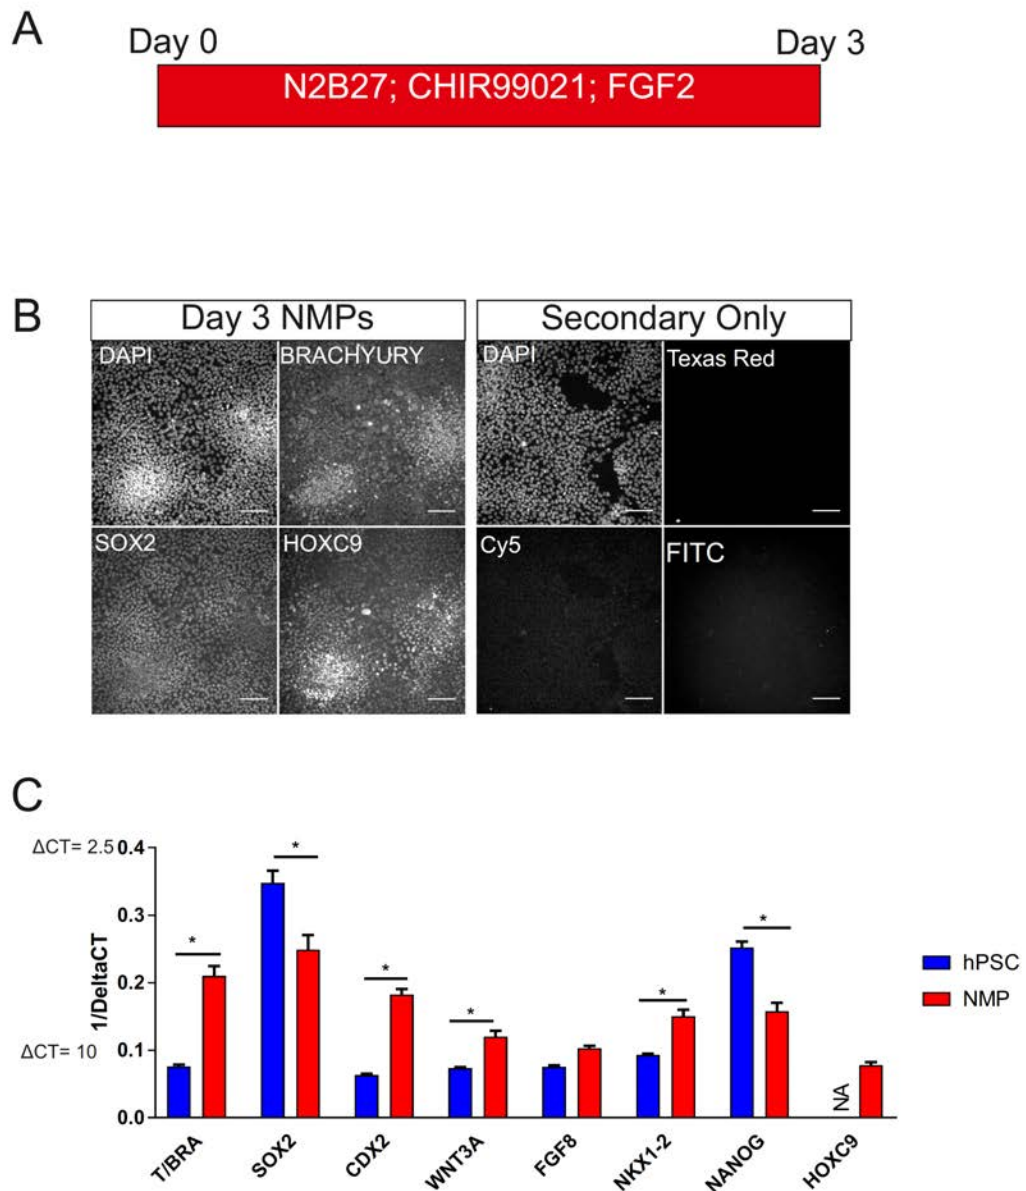 A
Day 0
Day 3
N2B27; CHIR99021; FGF2
B
Day 3 NMPs
Secondary Only
DAPI
BRACHYURY
DAPI
Texas Red
SOX2
HOXC9
Cy5
FITC
C
ΔCT= 2.5
0.4
0.3
0.2
ΔCT= 10
0.1
0.0
1/DeltaCT
*
*
*
*
*
*
NA
hPSC
NMP
T/BRA
SOX2
CDX2
WNT3A
FGF8
NKX1-2
NANOG
HOXC9